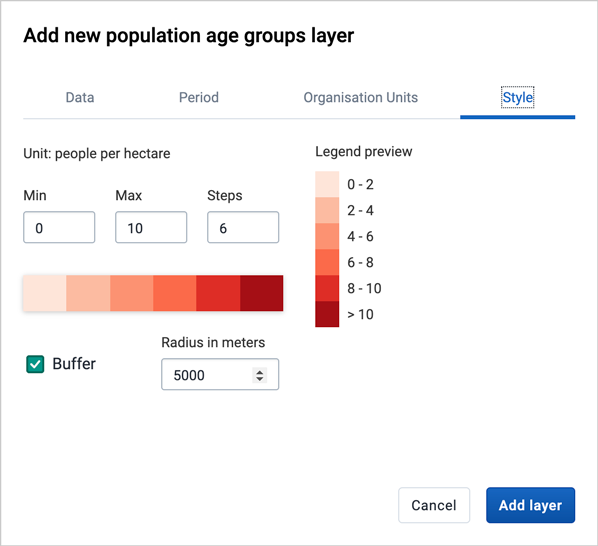 Add new population age groups layer
Data Period Organisation Units Style
Unit: people per hectare
Min Max Steps
0 10 6
Legend preview
0 - 2
2 - 4
4 - 6
6 - 8
8 - 10
> 10
Buffer
Radius in meters
5000
Cancel Add layer